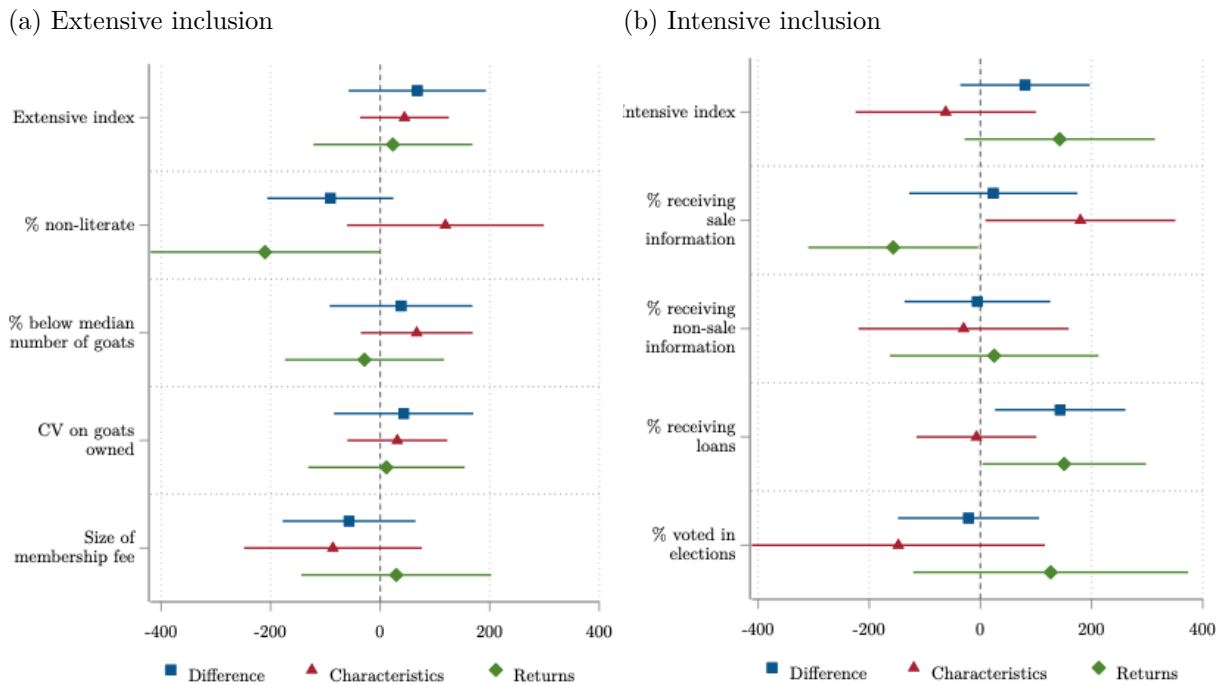 (a) Extensive inclusion
Extensive index
% non-literate
% below median
number of goats
CV on goats
owned
Size of
membership fee
-400 -200 0 200 400
Difference Characteristics Returns
(b) Intensive inclusion
Intensive index
% receiving
sale
information
% receiving
non-sale
information
% receiving
loans
% voted in
elections
-400 -200 0 200 400
Difference Characteristics Returns